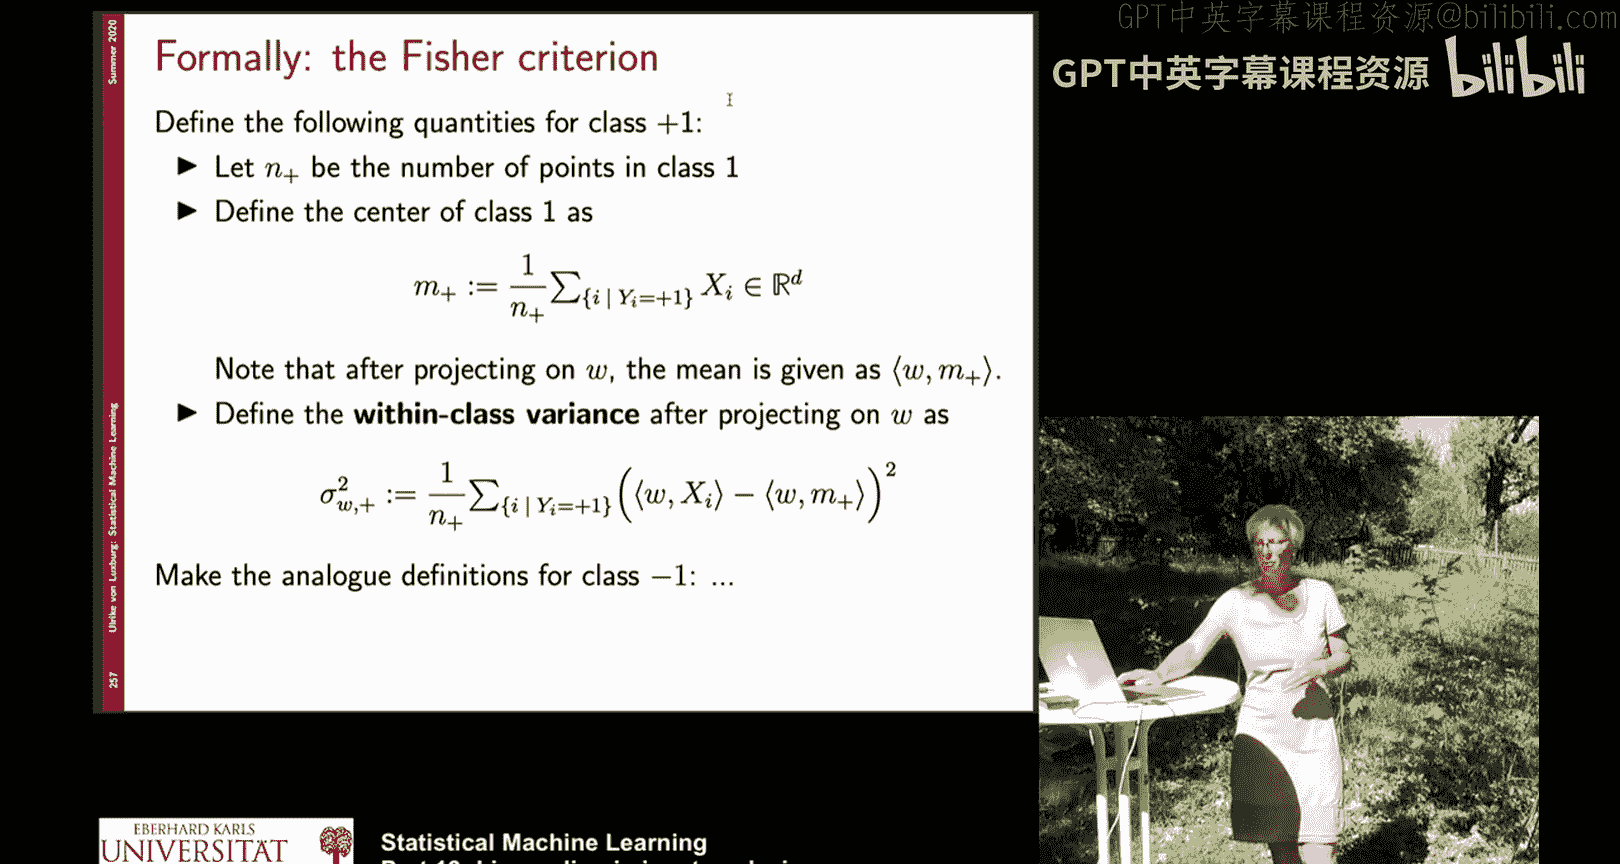 GPT中英字幕课程资源@bilibili.com
GPT中英字幕课程资源 bilibili
Summer 2020
Formally: the Fisher criterion
Define the following quantities for class +1:
▶ Let n₊ be the number of points in class 1
▶ Define the center of class 1 as
m₊ := 1/n₊ ∑_{i | Yᵢ=+1} Xᵢ ∈ ℝᵈ
Note that after projecting on w, the mean is given as ⟨w, m₊⟩.
▶ Define the within-class variance after projecting on w as
σ²_{w,+} := 1/n₊ ∑_{i | Yᵢ=+1} (⟨w, Xᵢ⟩ − ⟨w, m₊⟩)²
Make the analogue definitions for class −1: ...
Ulrike von Luxburg: Statistical Machine Learning
257
EBERHARD KARLS
UNIVERSITÄT
Statistical Machine Learning